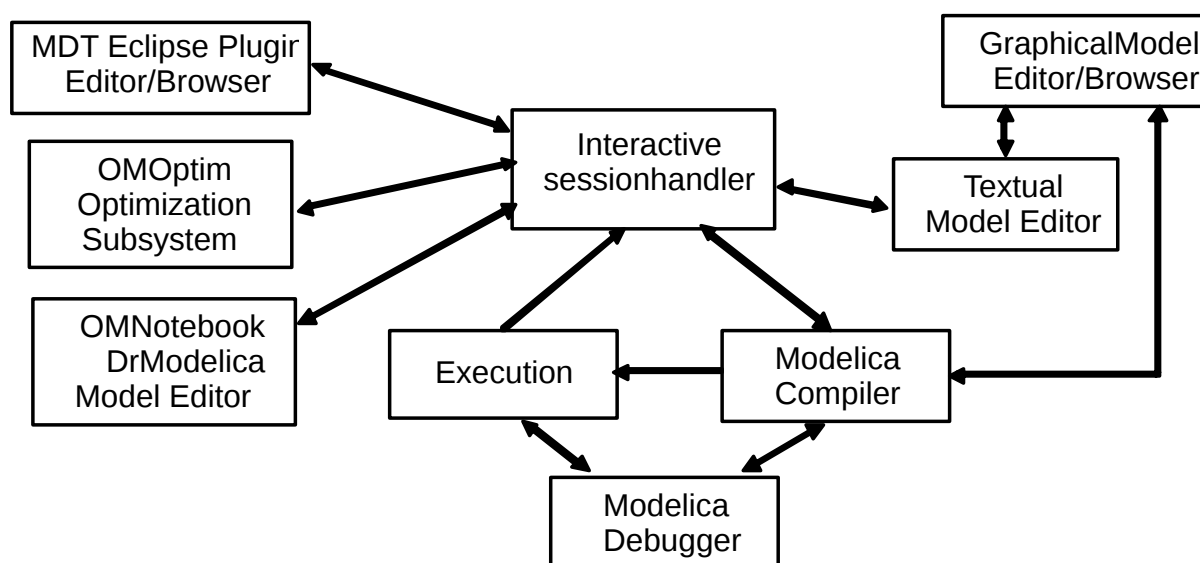 MDT Eclipse Plugin
Editor/Browser
GraphicalModel
Editor/Browser
Interactive
sessionhandler
OMOptim
Optimization
Subsystem
Textual
Model Editor
OMNotebook
DrModelica
Model Editor
Execution
Modelica
Compiler
Modelica
Debugger